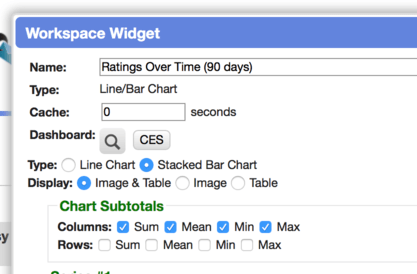 Workspace Widget
Name: Ratings Over Time (90 days)
Type: Line/Bar Chart
Cache: 0 seconds
Dashboard: CES
Type: Line Chart Stacked Bar Chart
Display: Image & Table Image Table
Chart Subtotals
Columns: Sum Mean Min Max
Rows: Sum Mean Min Max